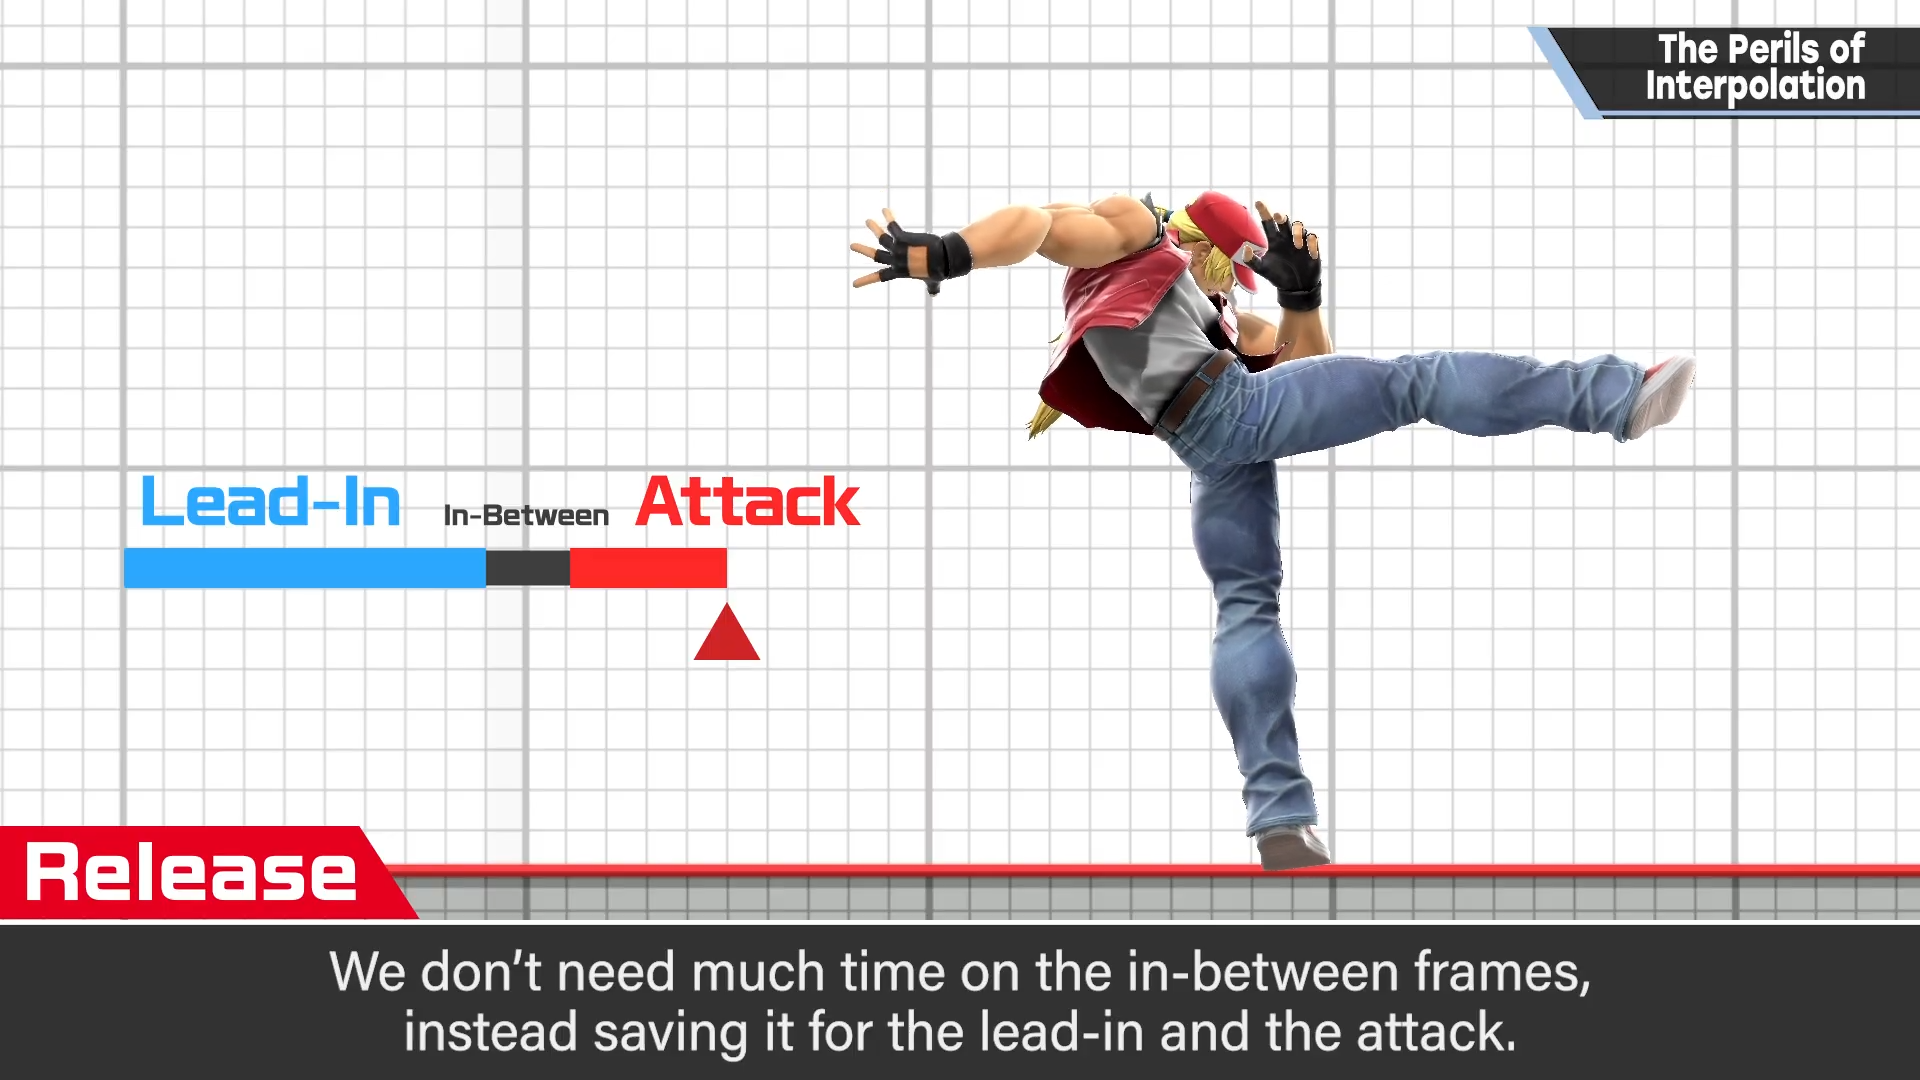 The Perils of
Interpolation
Lead-In In-Between Attack
Release
We don’t need much time on the in-between frames,
instead saving it for the lead-in and the attack.